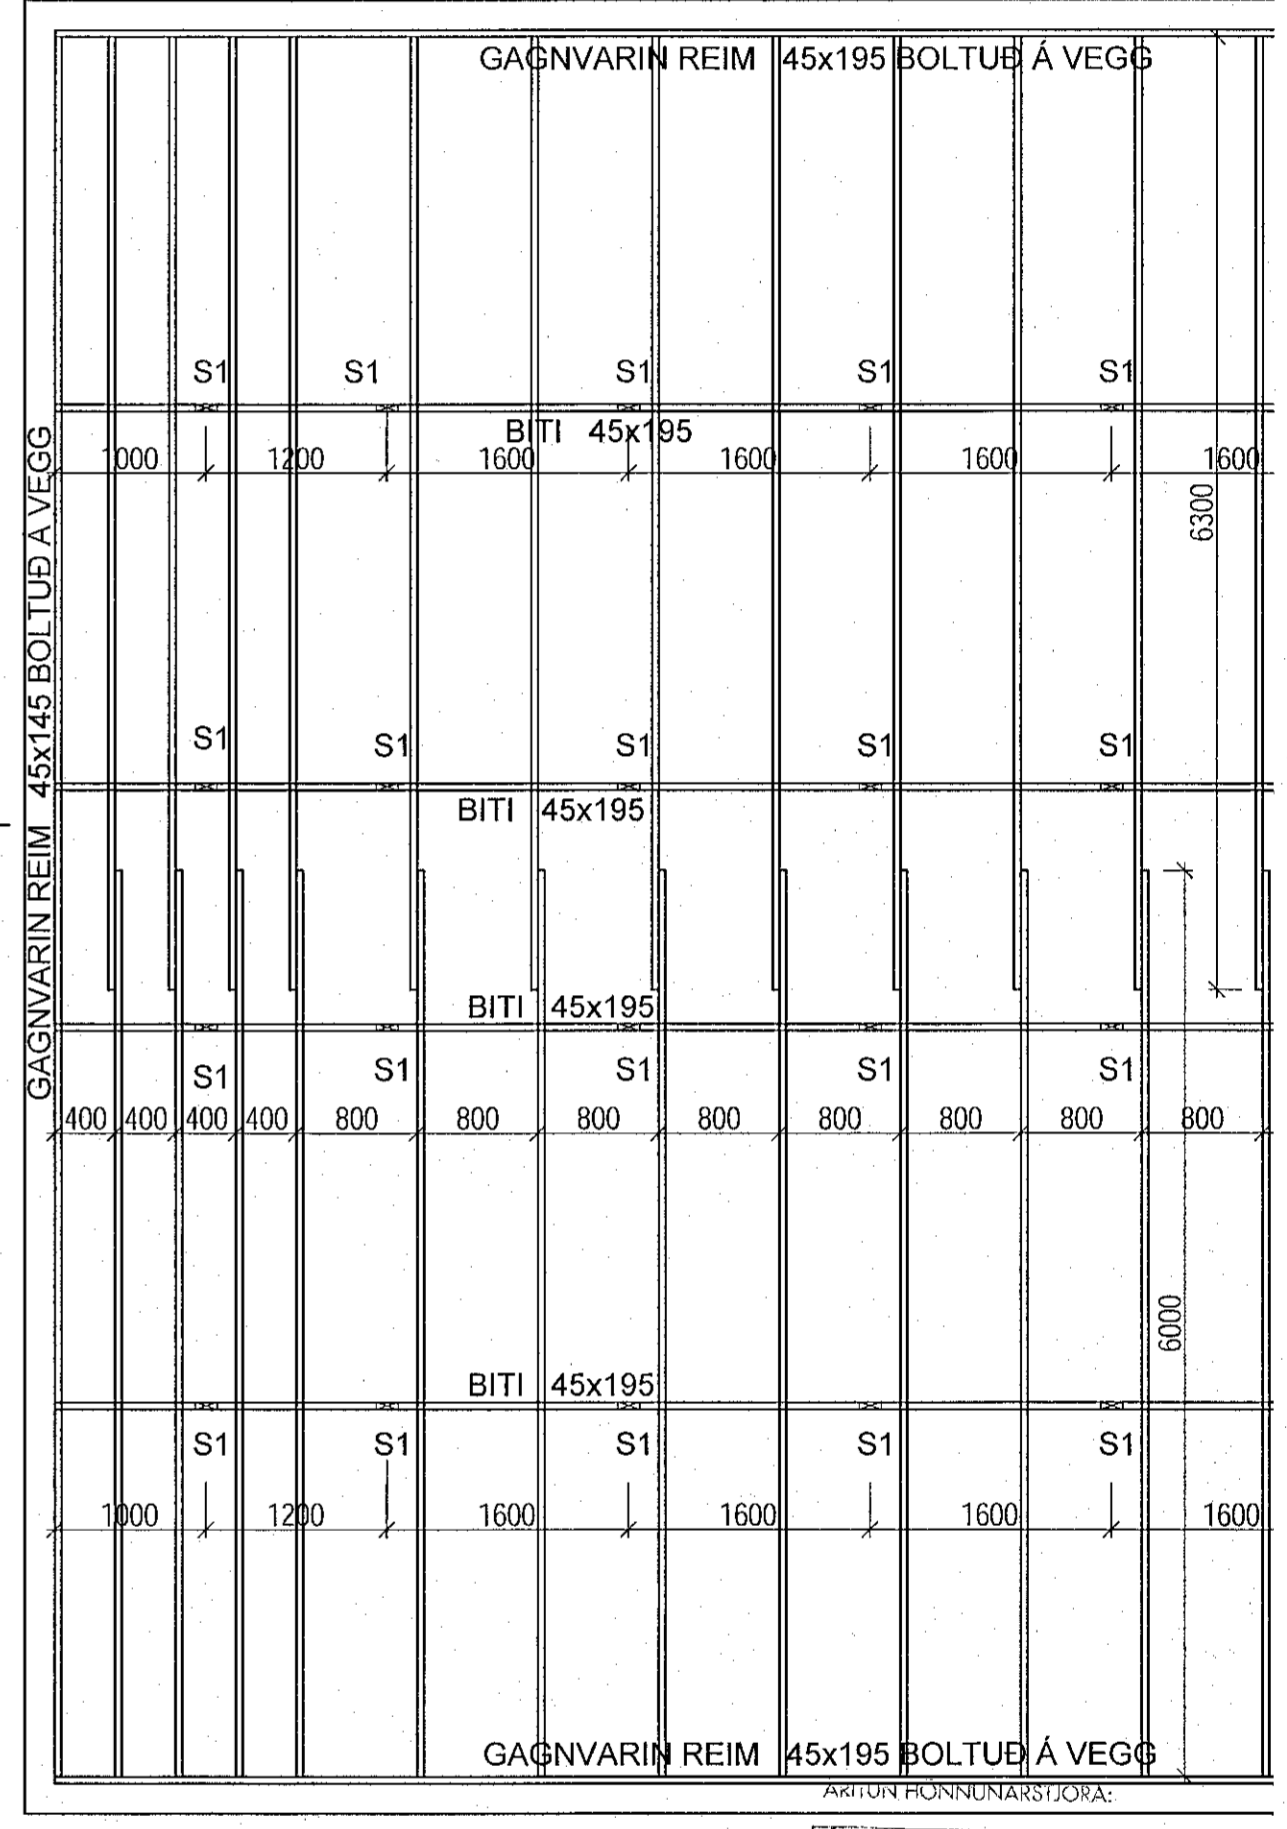 GAGNVARIN REIM 45x195 BOLTUÐ Á VEGG
S1 S1 S1 S1 S1
BITI 45x195
1000 1200 1600 1600 1600 1600
6300
GAGNVARIN REIM 45x145 BOLTUÐ A VEGG
S1 S1 S1 S1 S1
BITI 45x195
BITI 45x195
S1 S1 S1 S1 S1
400 400 400 400 800 800 800 800 800 800 800 800
6000
BITI 45x195
S1 S1 S1 S1 S1
1000 1200 1600 1600 1600 1600
GAGNVARIN REIM 45x195 BOLTUÐ Á VEGG
ÁRITUN HÖNNUNARSTJÓRA: